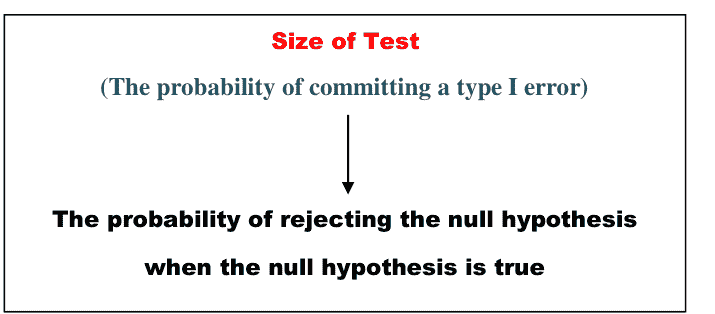 Size of Test
(The probability of committing a type I error)
The probability of rejecting the null hypothesis
when the null hypothesis is true